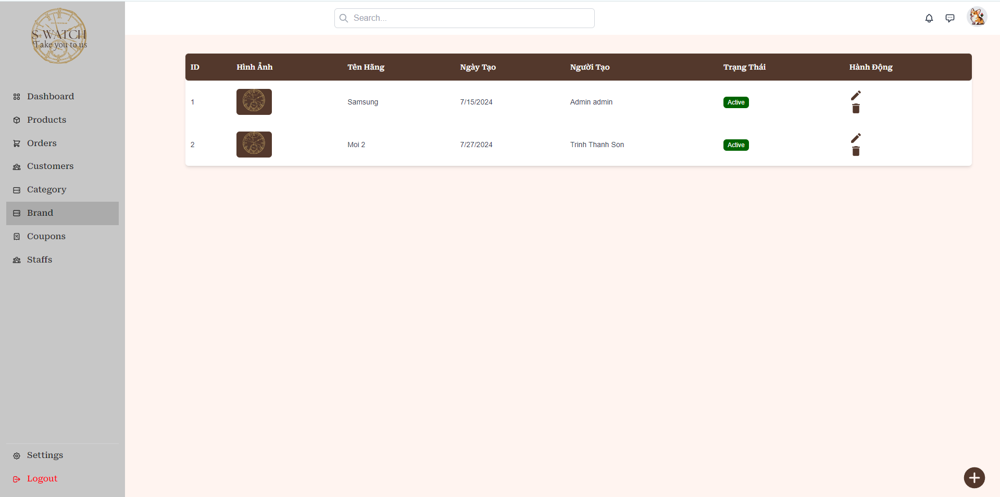 S WATCH
Take you to us
Search...
Dashboard
Products
Orders
Customers
Category
Brand
Coupons
Staffs
Settings
Logout
ID Hình Ảnh Tên Hãng Ngày Tạo Người Tạo Trạng Thái Hành Động
1 Samsung 7/15/2024 Admin admin Active
2 Moi 2 7/27/2024 Trinh Thanh Son Active